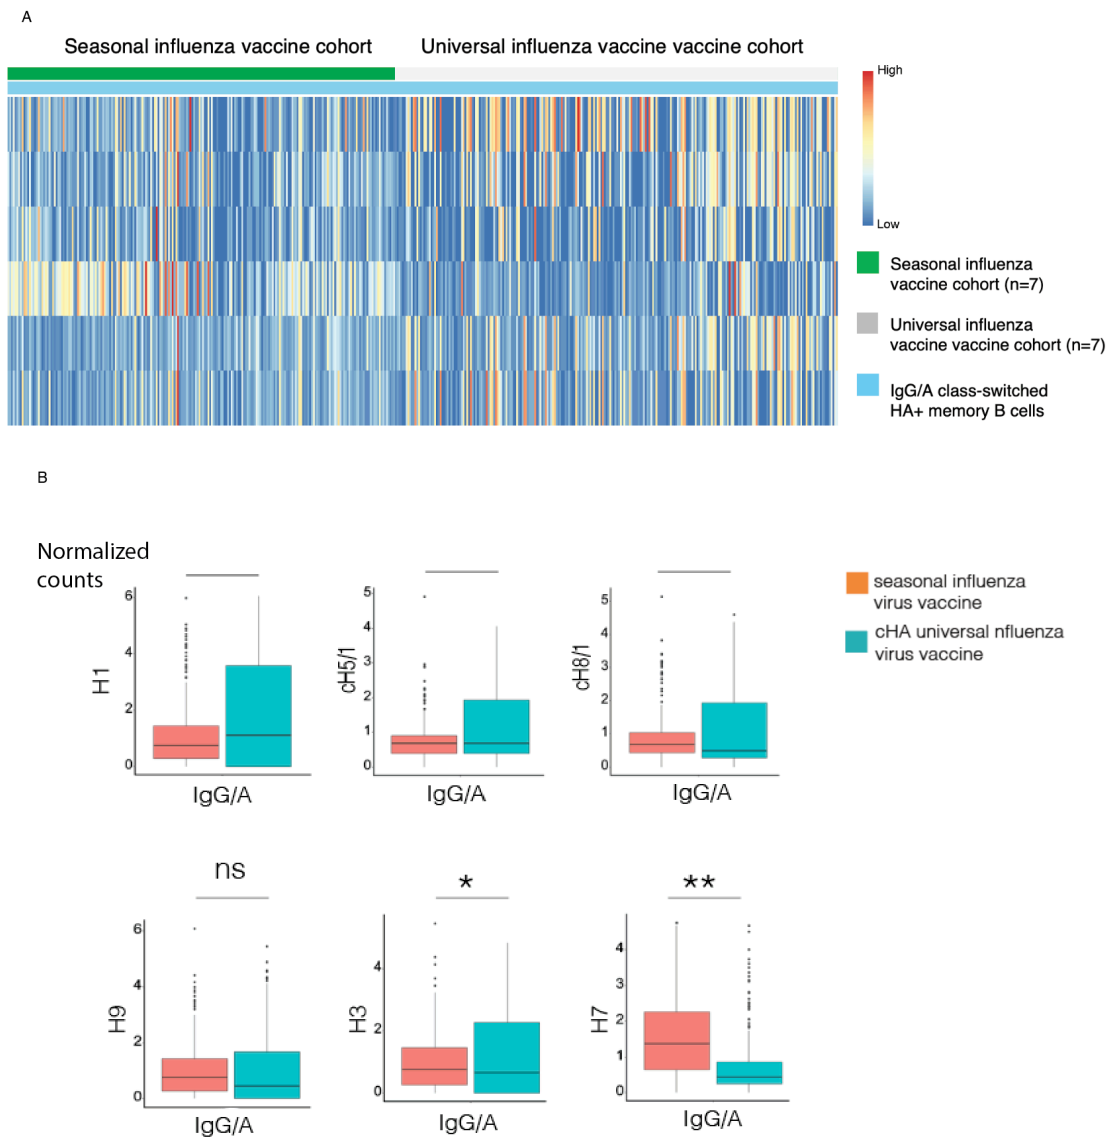 A
Seasonal influenza vaccine cohort
Universal influenza vaccine vaccine cohort
High
Low
Seasonal influenza
vaccine cohort (n=7)
Universal influenza
vaccine vaccine cohort (n=7)
IgG/A class-switched
HA+ memory B cells
B
Normalized
counts
H1
6
4
2
0
IgG/A
cH5/1
5
4
3
2
1
0
IgG/A
cH8/1
5
4
3
2
1
0
IgG/A
seasonal influenza
virus vaccine
cHA universal nfluenza
virus vaccine
ns
H9
6
4
2
0
IgG/A
*
H3
4
2
0
IgG/A
**
H7
4
3
2
1
0
IgG/A